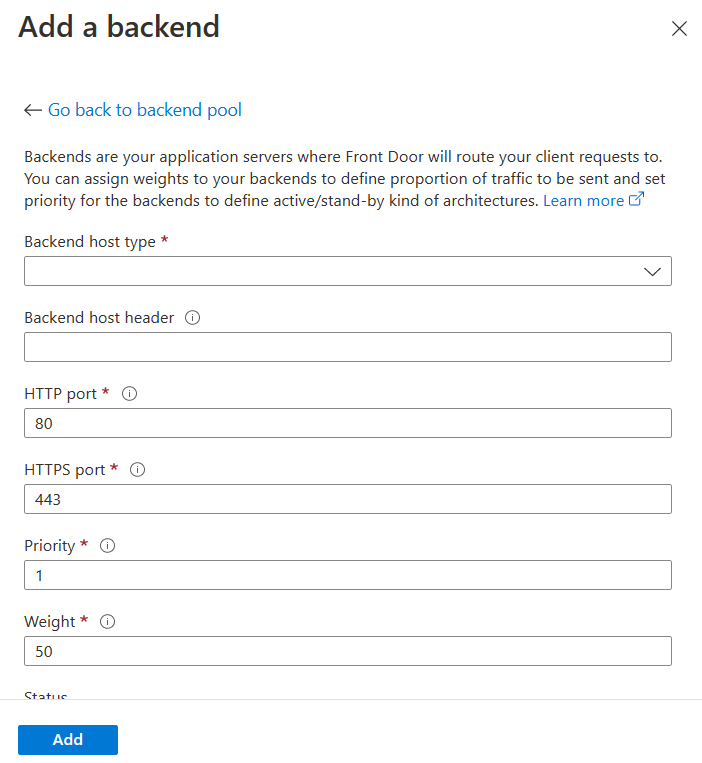 Add a backend
Go back to backend pool
Backends are your application servers where Front Door will route your client requests to.
You can assign weights to your backends to define proportion of traffic to be sent and set
priority for the backends to define active/stand-by kind of architectures. Learn more
Backend host type *
Backend host header
HTTP port *
80
HTTPS port *
443
Priority *
1
Weight *
50
Status
Add